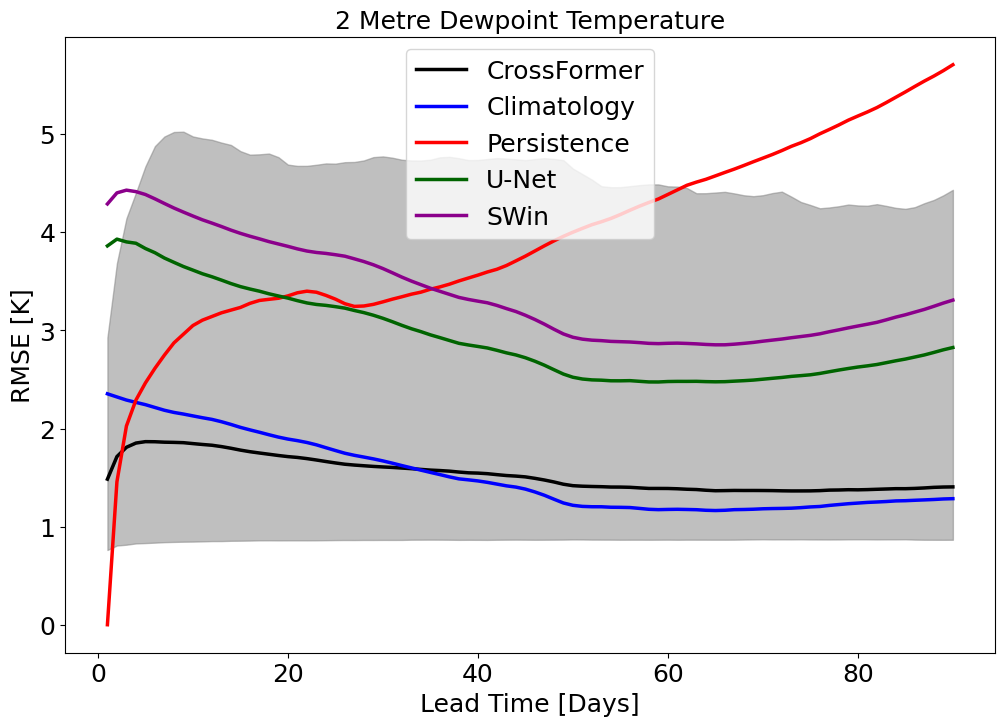 2 Metre Dewpoint Temperature
CrossFormer
Climatology
Persistence
U-Net
SWin
RMSE [K]
5
4
3
2
1
0
0 20 40 60 80
Lead Time [Days]